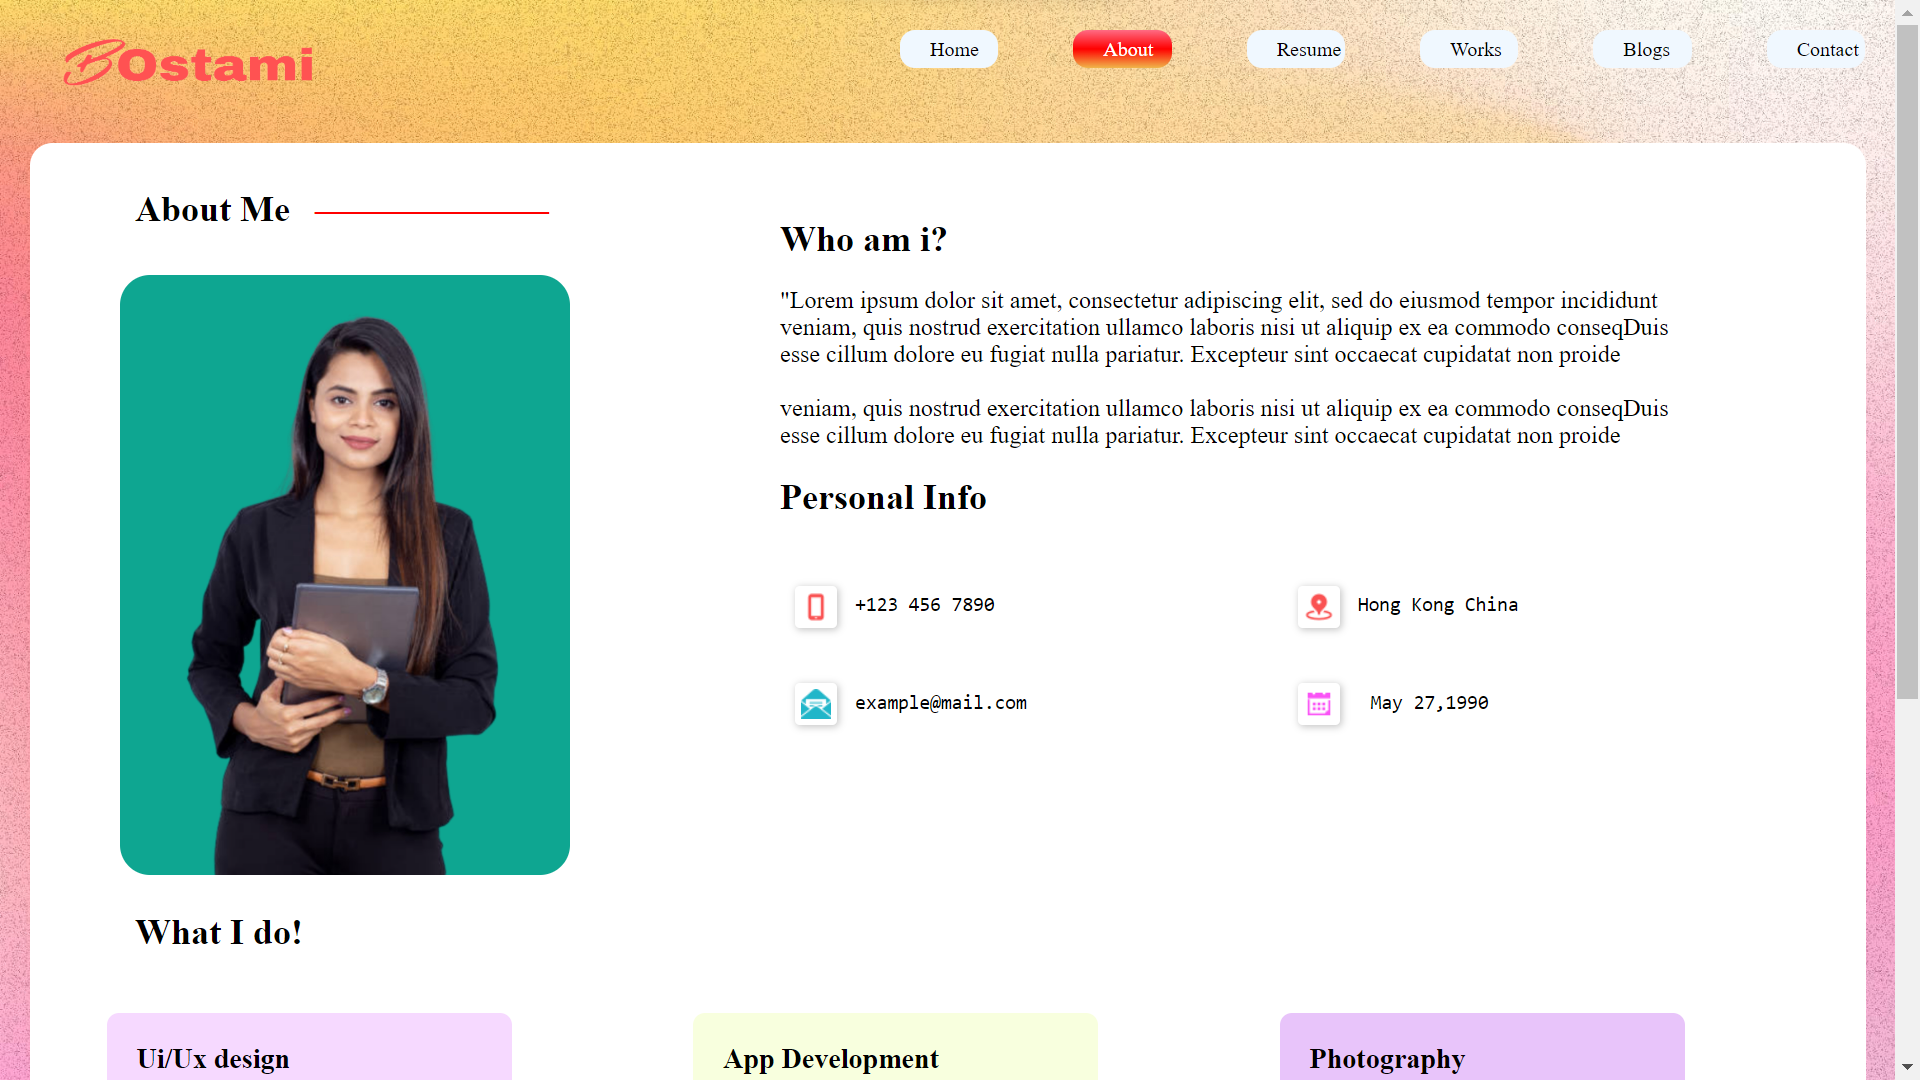 BOstami
Home
About
Resume
Works
Blogs
Contact
About Me
Who am i?
"Lorem ipsum dolor sit amet, consectetur adipiscing elit, sed do eiusmod tempor incididunt
veniam, quis nostrud exercitation ullamco laboris nisi ut aliquip ex ea commodo conseqDuis
esse cillum dolore eu fugiat nulla pariatur. Excepteur sint occaecat cupidatat non proide
veniam, quis nostrud exercitation ullamco laboris nisi ut aliquip ex ea commodo conseqDuis
esse cillum dolore eu fugiat nulla pariatur. Excepteur sint occaecat cupidatat non proide
Personal Info
+123 456 7890
Hong Kong China
example@mail.com
May 27,1990
What I do!
Ui/Ux design
App Development
Photography